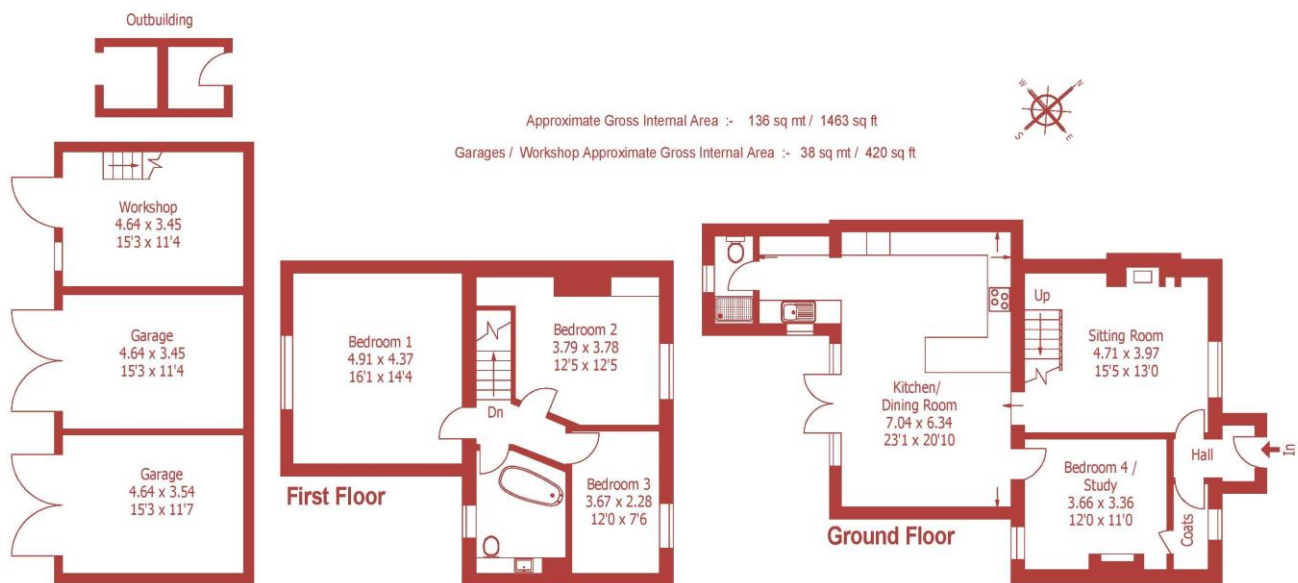 Outbuilding
Approximate Gross Internal Area :- 136 sq mt / 1463 sq ft
Garages / Workshop Approximate Gross Internal Area :- 38 sq mt / 420 sq ft
W
N
S
E
Workshop
4.64 x 3.45
15'3 x 11'4
Garage
4.64 x 3.45
15'3 x 11'4
Garage
4.64 x 3.54
15'3 x 11'7
Bedroom 1
4.91 x 4.37
16'1 x 14'4
Bedroom 2
3.79 x 3.78
12'5 x 12'5
Dn
Bedroom 3
3.67 x 2.28
12'0 x 7'6
First Floor
Up
Sitting Room
4.71 x 3.97
15'5 x 13'0
Kitchen/
Dining Room
7.04 x 6.34
23'1 x 20'10
Hall
In
Bedroom 4 /
Study
3.66 x 3.36
12'0 x 11'0
Coats
Ground Floor